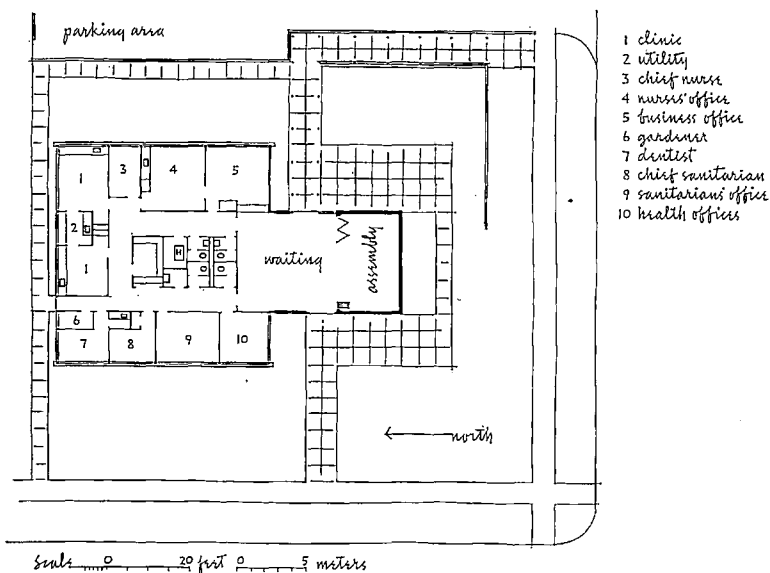 parking area
1 clinic
2 utility
3 chief nurse
4 nurses' office
5 business office
6 gardener
7 dentist
8 chief sanitarian
9 sanitarians office
10 health offices
1 3 4 5
2
H
waiting
assembly
1
6
7 8 9 10
north
Scale 0 20 feet 0 5 meters